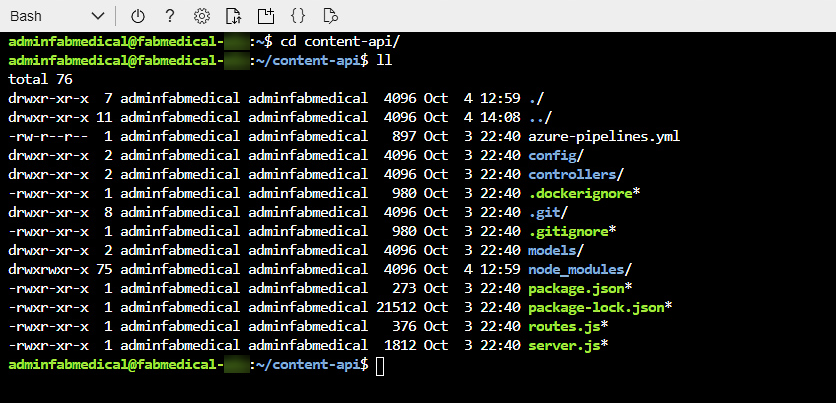 Bash
?
{}
adminfabmedical@fabmedical-:~$ cd content-api/
adminfabmedical@fabmedical-:~/content-api$ ll
total 76
drwxr-xr-x  7 adminfabmedical adminfabmedical  4096 Oct  4 12:59 ./
drwxr-xr-x 11 adminfabmedical adminfabmedical  4096 Oct  4 14:08 ../
-rw-r--r--  1 adminfabmedical adminfabmedical   897 Oct  3 22:40 azure-pipelines.yml
drwxr-xr-x  2 adminfabmedical adminfabmedical  4096 Oct  3 22:40 config/
drwxr-xr-x  2 adminfabmedical adminfabmedical  4096 Oct  3 22:40 controllers/
-rwxr-xr-x  1 adminfabmedical adminfabmedical   980 Oct  3 22:40 .dockerignore*
drwxr-xr-x  8 adminfabmedical adminfabmedical  4096 Oct  3 22:40 .git/
-rwxr-xr-x  1 adminfabmedical adminfabmedical   980 Oct  3 22:40 .gitignore*
drwxr-xr-x  2 adminfabmedical adminfabmedical  4096 Oct  3 22:40 models/
drwxrwxr-x 75 adminfabmedical adminfabmedical  4096 Oct  4 12:59 node_modules/
-rwxr-xr-x  1 adminfabmedical adminfabmedical   273 Oct  3 22:40 package.json*
-rwxr-xr-x  1 adminfabmedical adminfabmedical 21512 Oct  3 22:40 package-lock.json*
-rwxr-xr-x  1 adminfabmedical adminfabmedical   376 Oct  3 22:40 routes.js*
-rwxr-xr-x  1 adminfabmedical adminfabmedical  1812 Oct  3 22:40 server.js*
adminfabmedical@fabmedical-:~/content-api$